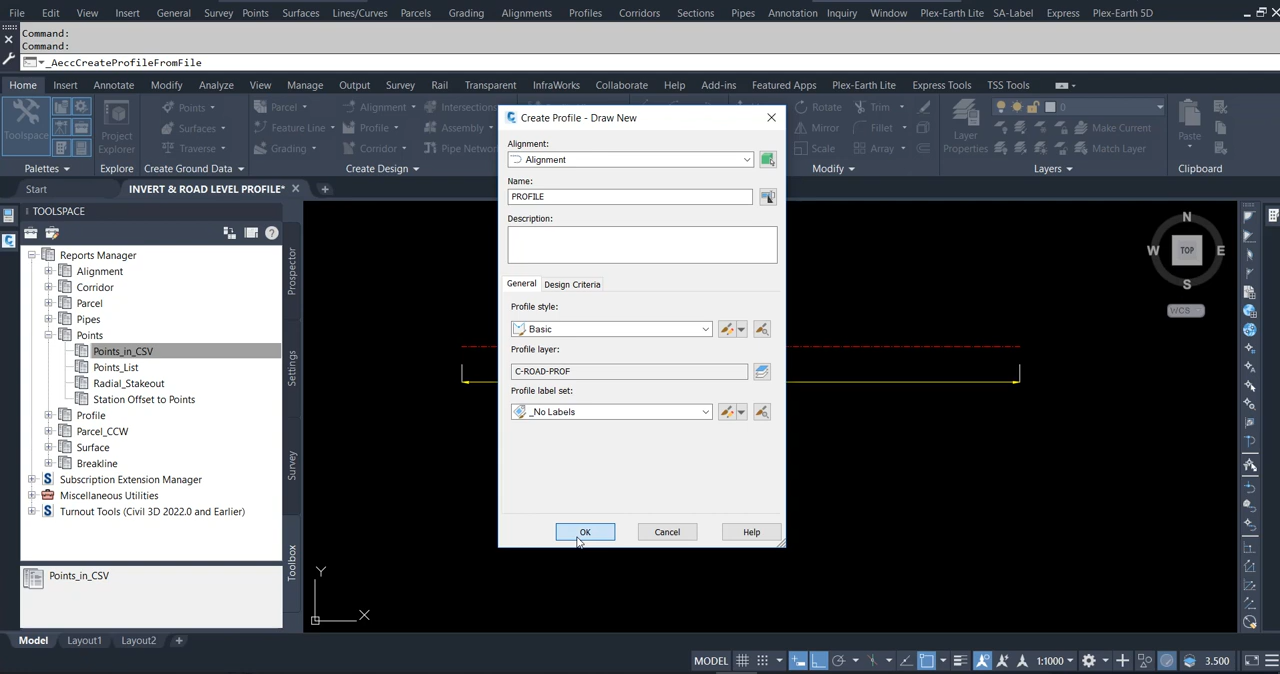 File Edit View Insert General Survey Points Surfaces Lines/Curves Parcels Grading Alignments Profiles Corridors Sections Pipes Annotation Inquiry Window Plex-Earth Lite SA-Label Express Plex-Earth 5D
Command:
Command:
_AeccCreateProfileFromFile
Home Insert Annotate Modify Analyze View Manage Output Survey Rail Transparent InfraWorks Collaborate Help Add-ins Featured Apps Plex-Earth Lite Express Tools TSS Tools
Toolspace
Project Explorer
Points
Surfaces
Traverse
Parcel
Feature Line
Grading
Alignment
Profile
Corridor
Intersections
Assembly
Pipe Network
Rotate Trim
Mirror Fillet
Scale Array
Layer Properties
0
Make Current
Match Layer
Paste
Palettes Explore Create Ground Data Create Design Modify Layers Clipboard
Start INVERT & ROAD LEVEL PROFILE*
TOOLSPACE
Reports Manager
Alignment
Corridor
Parcel
Pipes
Points
Points_in_CSV
Points_List
Radial_Stakeout
Station Offset to Points
Profile
Parcel_CCW
Surface
Breakline
Subscription Extension Manager
Miscellaneous Utilities
Turnout Tools (Civil 3D 2022.0 and Earlier)
Points_in_CSV
Prospector
Settings
Survey
Toolbox
Create Profile - Draw New
Alignment:
Alignment
Name:
PROFILE
Description:
General Design Criteria
Profile style:
Basic
Profile layer:
C-ROAD-PROF
Profile label set:
_No Labels
OK Cancel Help
N
W TOP E
S
WCS
Y
X
Model Layout1 Layout2
MODEL 1:1000 3.500